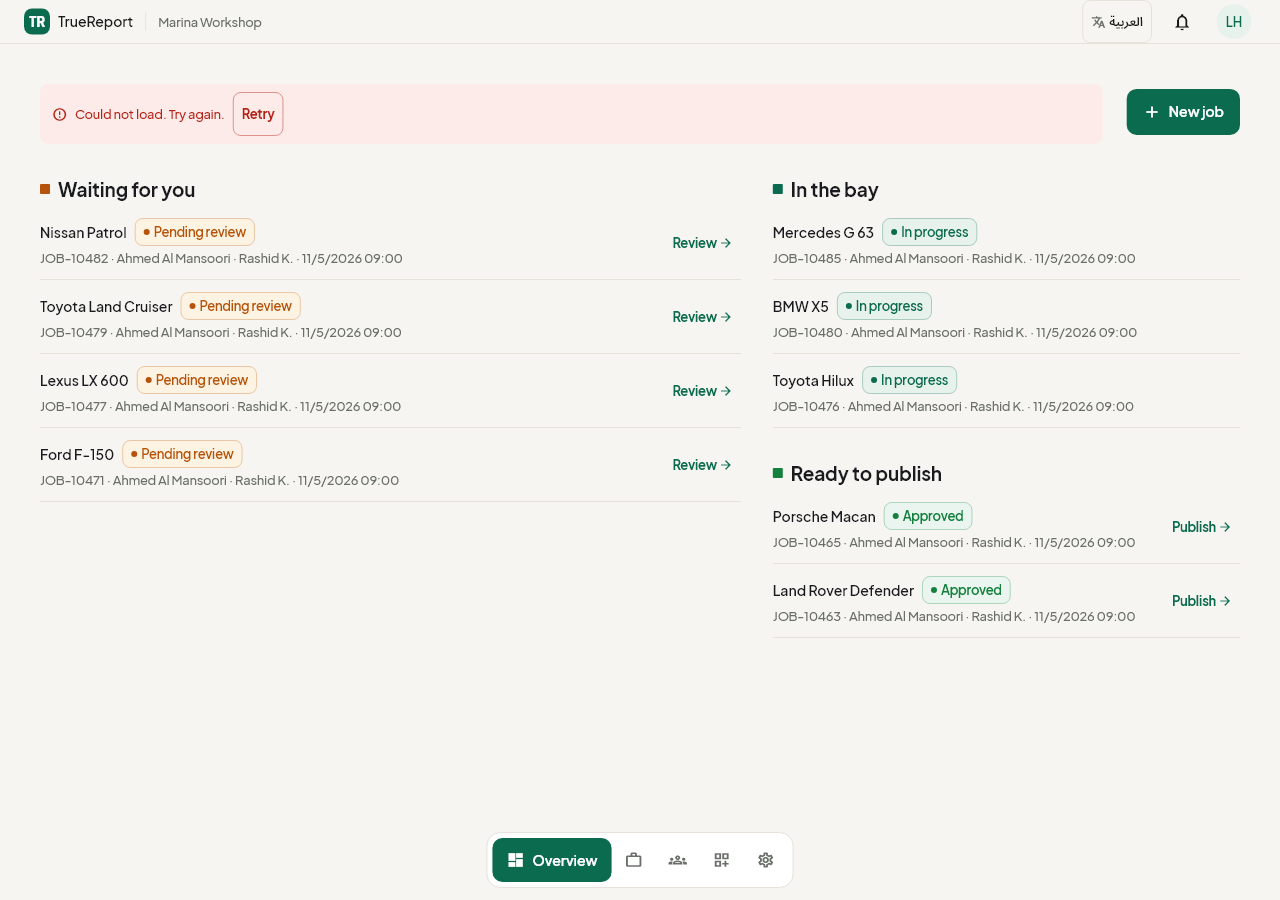 TR TrueReport Marina Workshop العربية LH
Could not load. Try again. Retry
New job
Waiting for you
Nissan Patrol Pending review
JOB-10482 · Ahmed Al Mansoori · Rashid K. · 11/5/2026 09:00
Review →
Toyota Land Cruiser Pending review
JOB-10479 · Ahmed Al Mansoori · Rashid K. · 11/5/2026 09:00
Review →
Lexus LX 600 Pending review
JOB-10477 · Ahmed Al Mansoori · Rashid K. · 11/5/2026 09:00
Review →
Ford F-150 Pending review
JOB-10471 · Ahmed Al Mansoori · Rashid K. · 11/5/2026 09:00
Review →
In the bay
Mercedes G 63 In progress
JOB-10485 · Ahmed Al Mansoori · Rashid K. · 11/5/2026 09:00
BMW X5 In progress
JOB-10480 · Ahmed Al Mansoori · Rashid K. · 11/5/2026 09:00
Toyota Hilux In progress
JOB-10476 · Ahmed Al Mansoori · Rashid K. · 11/5/2026 09:00
Ready to publish
Porsche Macan Approved
JOB-10465 · Ahmed Al Mansoori · Rashid K. · 11/5/2026 09:00
Publish →
Land Rover Defender Approved
JOB-10463 · Ahmed Al Mansoori · Rashid K. · 11/5/2026 09:00
Publish →
Overview